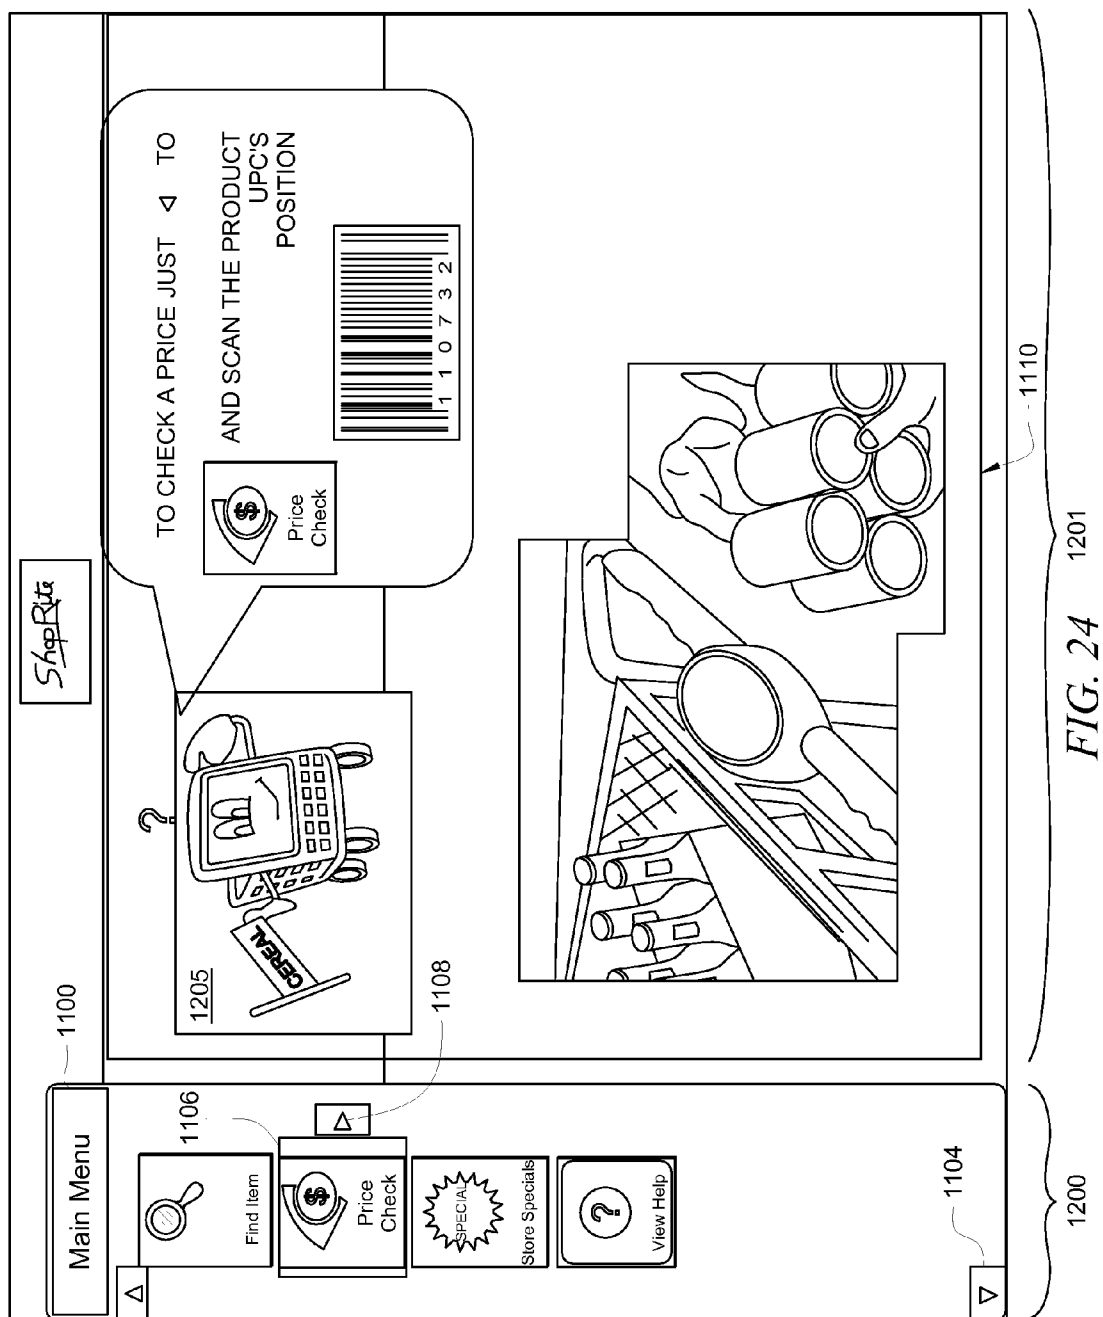 ShopRite
Main Menu
1100
Find Item
1106
Price
Check
1108
SPECIAL
Store Specials
?
View Help
1104
1200
1205
?
CEREAL
TO CHECK A PRICE JUST ◁ TO
$
Price
Check
AND SCAN THE PRODUCT
UPC'S
POSITION
1 1 0 7 3 2
$
1110
1201
FIG. 24